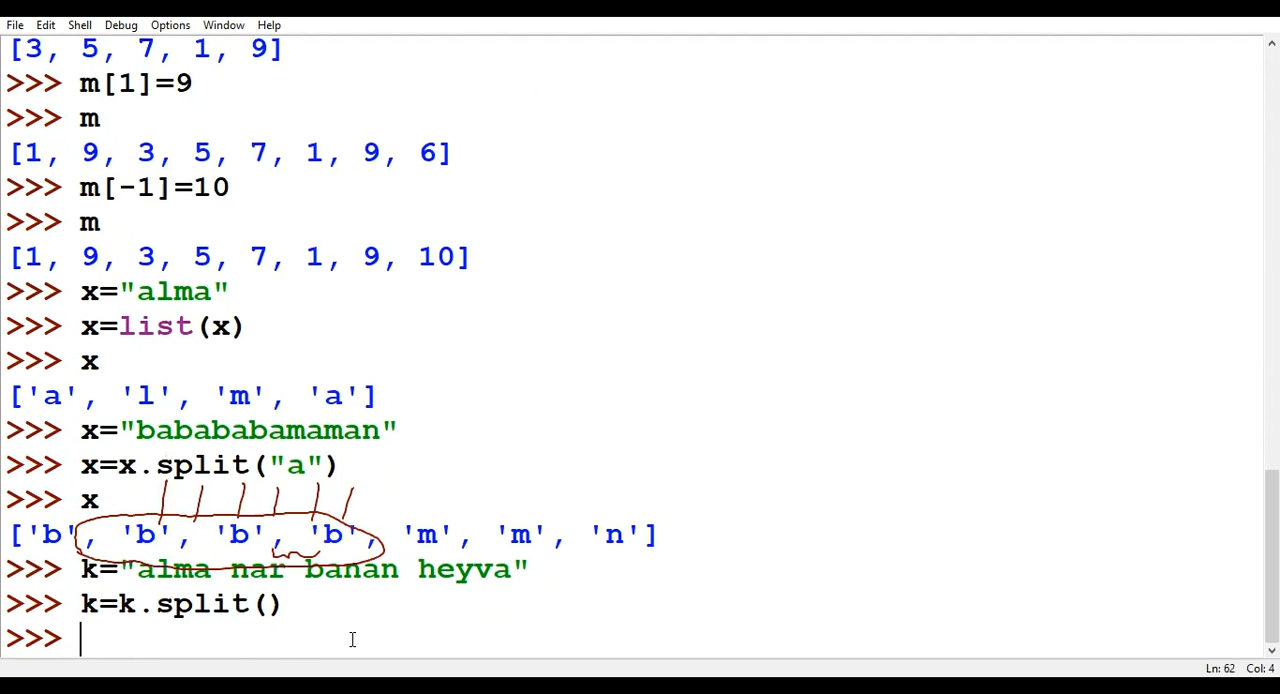 File Edit Shell Debug Options Window Help
[3, 5, 7, 1, 9]
>>> m[1]=9
>>> m
[1, 9, 3, 5, 7, 1, 9, 6]
>>> m[-1]=10
>>> m
[1, 9, 3, 5, 7, 1, 9, 10]
>>> x="alma"
>>> x=list(x)
>>> x
['a', 'l', 'm', 'a']
>>> x="babababamaman"
>>> x=x.split("a")
>>> x
['b', 'b', 'b', 'b', 'm', 'm', 'n']
>>> k="alma nar banan heyva"
>>> k=k.split()
>>>
Ln: 62 Col: 4